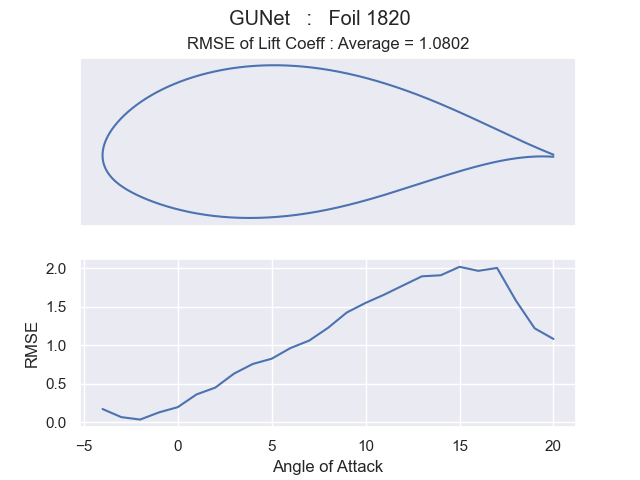 GUNet   :   Foil 1820
RMSE of Lift Coeff : Average = 1.0802
2.0
1.5
1.0
0.5
0.0
RMSE
−5 0 5 10 15 20
Angle of Attack